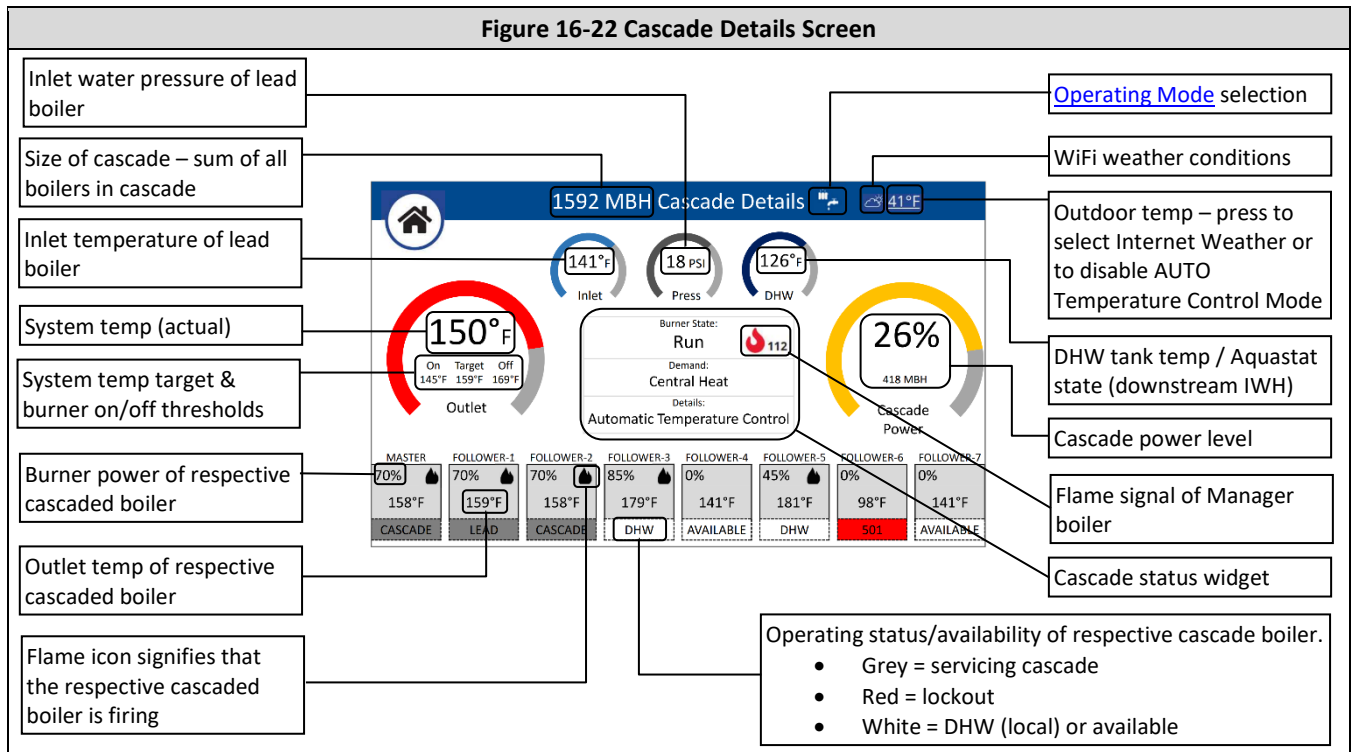 Figure 16-22 Cascade Details Screen
Inlet water pressure of lead
boiler
Size of cascade – sum of all
boilers in cascade
Inlet temperature of lead
boiler
System temp (actual)
System temp target &
burner on/off thresholds
Burner power of respective
cascaded boiler
Outlet temp of respective
cascaded boiler
Flame icon signifies that
the respective cascaded
boiler is firing
1592 MBH Cascade Details
41°F
141°F
Inlet
18 PSI
Press
126°F
DHW
150°F
On Target Off
145°F 159°F 169°F
Outlet
Burner State:
Run
112
Demand:
Central Heat
Details:
Automatic Temperature Control
26%
418 MBH
Cascade
Power
MASTER FOLLOWER-1 FOLLOWER-2 FOLLOWER-3 FOLLOWER-4 FOLLOWER-5 FOLLOWER-6 FOLLOWER-7
70% 70% 70% 85% 0% 45% 0% 0%
158°F 159°F 158°F 179°F 141°F 181°F 98°F 141°F
CASCADE LEAD CASCADE DHW AVAILABLE DHW 501 AVAILABLE
Operating Mode selection
WiFi weather conditions
Outdoor temp – press to
select Internet Weather or
to disable AUTO
Temperature Control Mode
DHW tank temp / Aquastat
state (downstream IWH)
Cascade power level
Flame signal of Manager
boiler
Cascade status widget
Operating status/availability of respective cascade boiler.
• Grey = servicing cascade
• Red = lockout
• White = DHW (local) or available